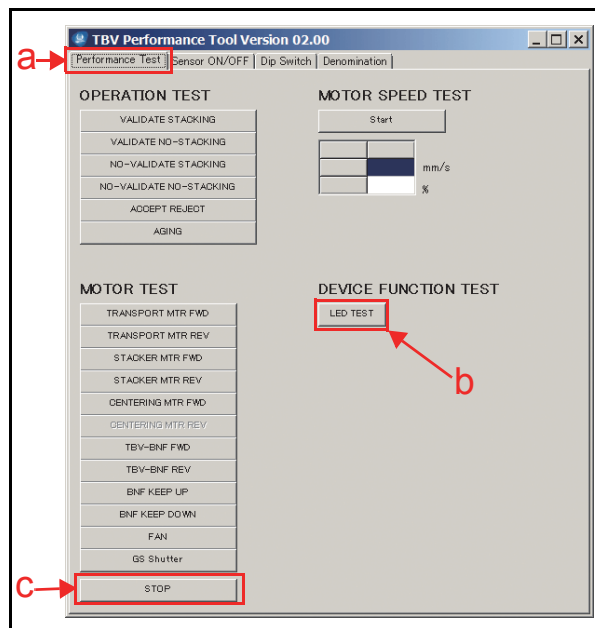 TBV Performance Tool Version 02.00
a
Performance Test Sensor ON/OFF Dip Switch Denomination
OPERATION TEST
VALIDATE STACKING
VALIDATE NO-STACKING
NO-VALIDATE STACKING
NO-VALIDATE NO-STACKING
ACCEPT REJECT
AGING
MOTOR SPEED TEST
Start
mm/s
%
MOTOR TEST
TRANSPORT MTR FWD
TRANSPORT MTR REV
STACKER MTR FWD
STACKER MTR REV
CENTERING MTR FWD
CENTERING MTR REV
TBV-BNF FWD
TBV-BNF REV
BNF KEEP UP
BNF KEEP DOWN
FAN
GS Shutter
c
STOP
DEVICE FUNCTION TEST
LED TEST
b